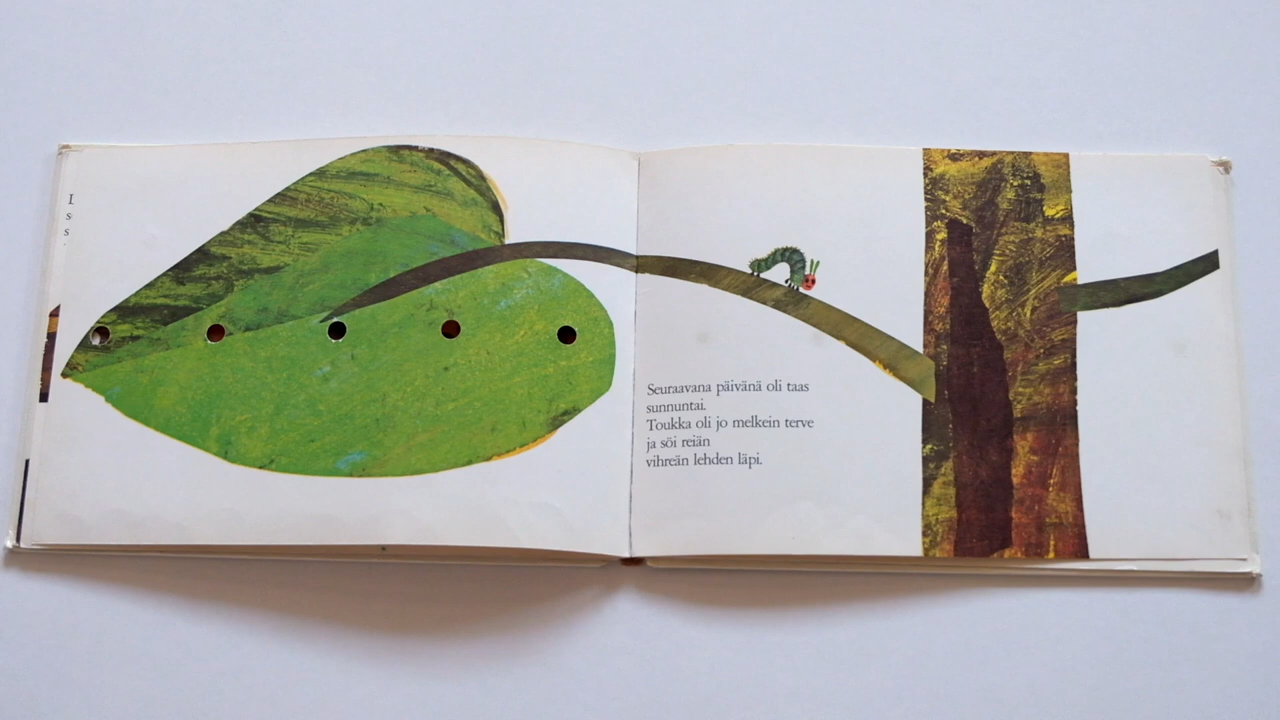 Seuraavana päivänä oli taas
sunnuntai.
Toukka oli jo melkein terve
ja söi reiän
vihreän lehden läpi.